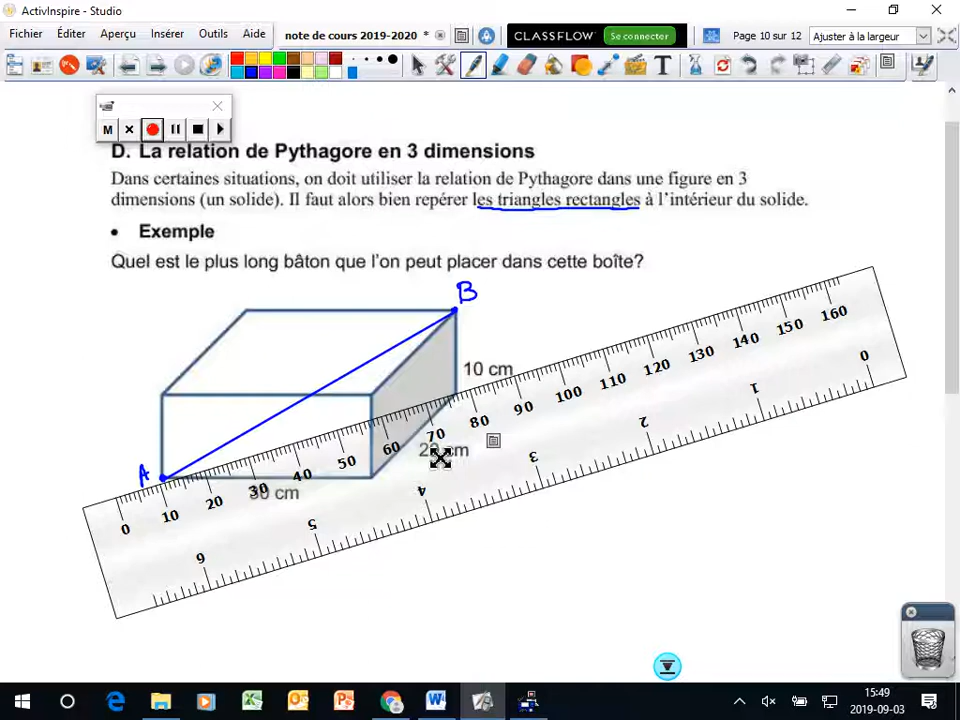 ActivInspire - Studio
Fichier Éditer Aperçu Insérer Outils Aide note de cours 2019-2020 * CLASSFLOW Se connecter Page 10 sur 12 Ajuster à la largeur
M
D. La relation de Pythagore en 3 dimensions
Dans certaines situations, on doit utiliser la relation de Pythagore dans une figure en 3
dimensions (un solide). Il faut alors bien repérer les triangles rectangles à l'intérieur du solide.
• Exemple
Quel est le plus long bâton que l'on peut placer dans cette boîte?
B
10 cm
A
cm
cm
0 10 20 30 40 50 60 70 80 90 100 110 120 130 140 150 160
6 5 4 3 2 1 0
15:49
2019-09-03